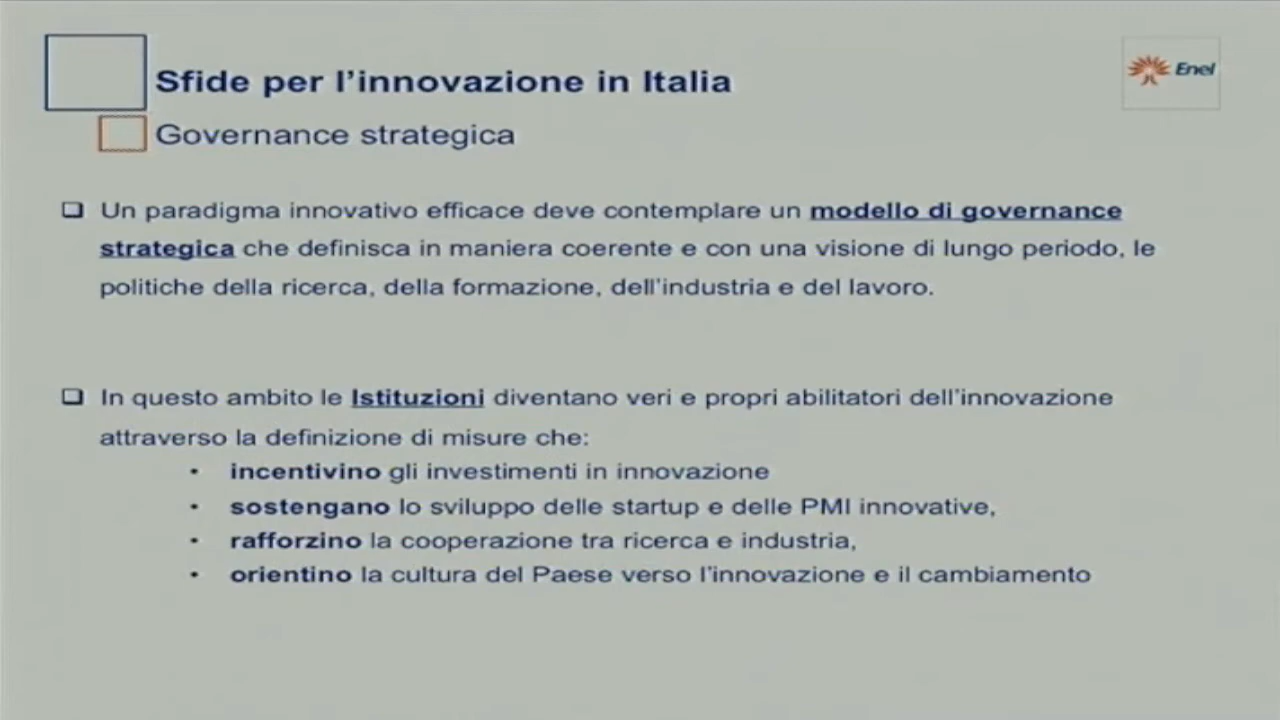 Sfide per l'innovazione in Italia
Enel
Governance strategica
❑ Un paradigma innovativo efficace deve contemplare un modello di governance
strategica che definisca in maniera coerente e con una visione di lungo periodo, le
politiche della ricerca, della formazione, dell'industria e del lavoro.
❑ In questo ambito le Istituzioni diventano veri e propri abilitatori dell'innovazione
attraverso la definizione di misure che:
• incentivino gli investimenti in innovazione
• sostengano lo sviluppo delle startup e delle PMI innovative,
• rafforzino la cooperazione tra ricerca e industria,
• orientino la cultura del Paese verso l'innovazione e il cambiamento